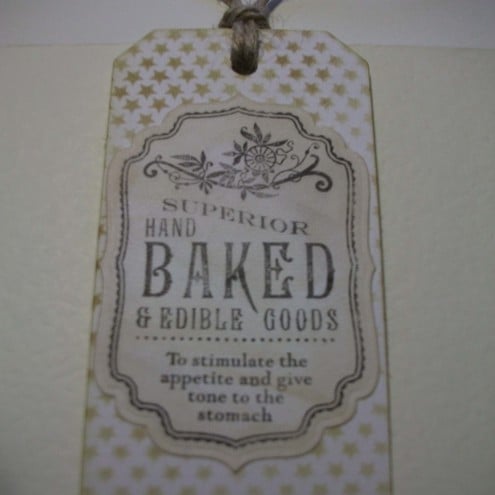 SUPERIOR
HAND
BAKED
& EDIBLE GOODS
To stimulate the
appetite and give
tone to the
stomach